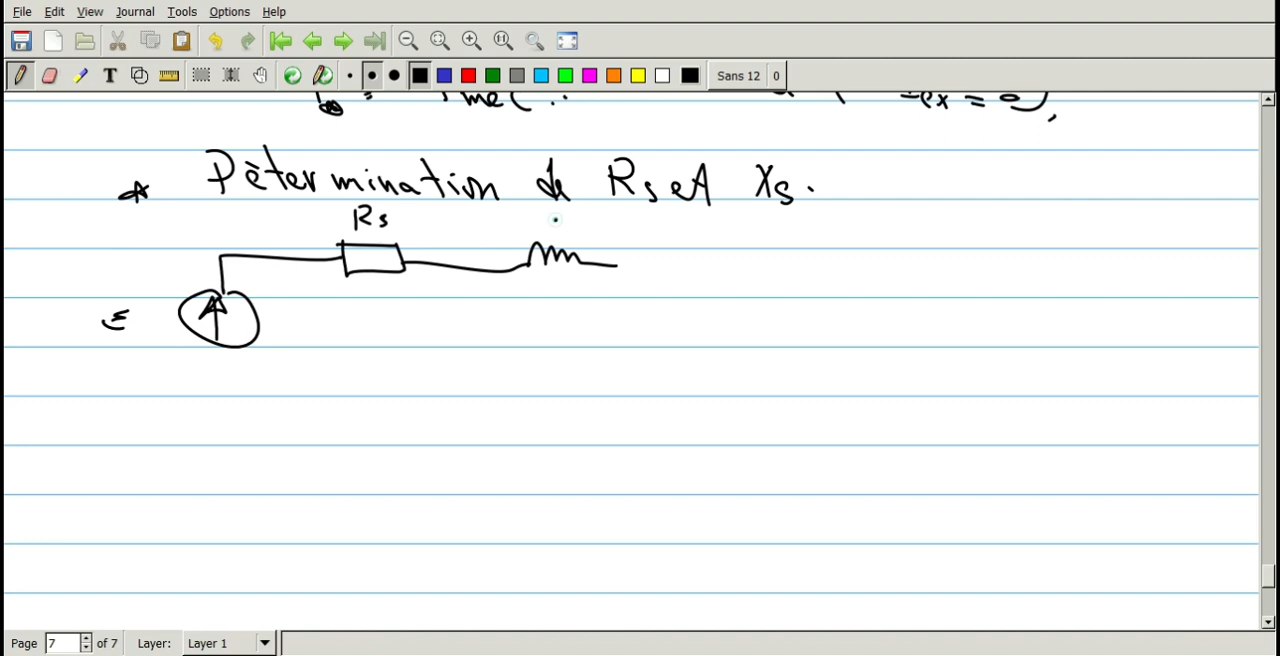 File Edit View Journal Tools Options Help
Sans 12 0
* Détermination de Rs et Xs.
Rs
E
Page 7 of 7 Layer: Layer 1